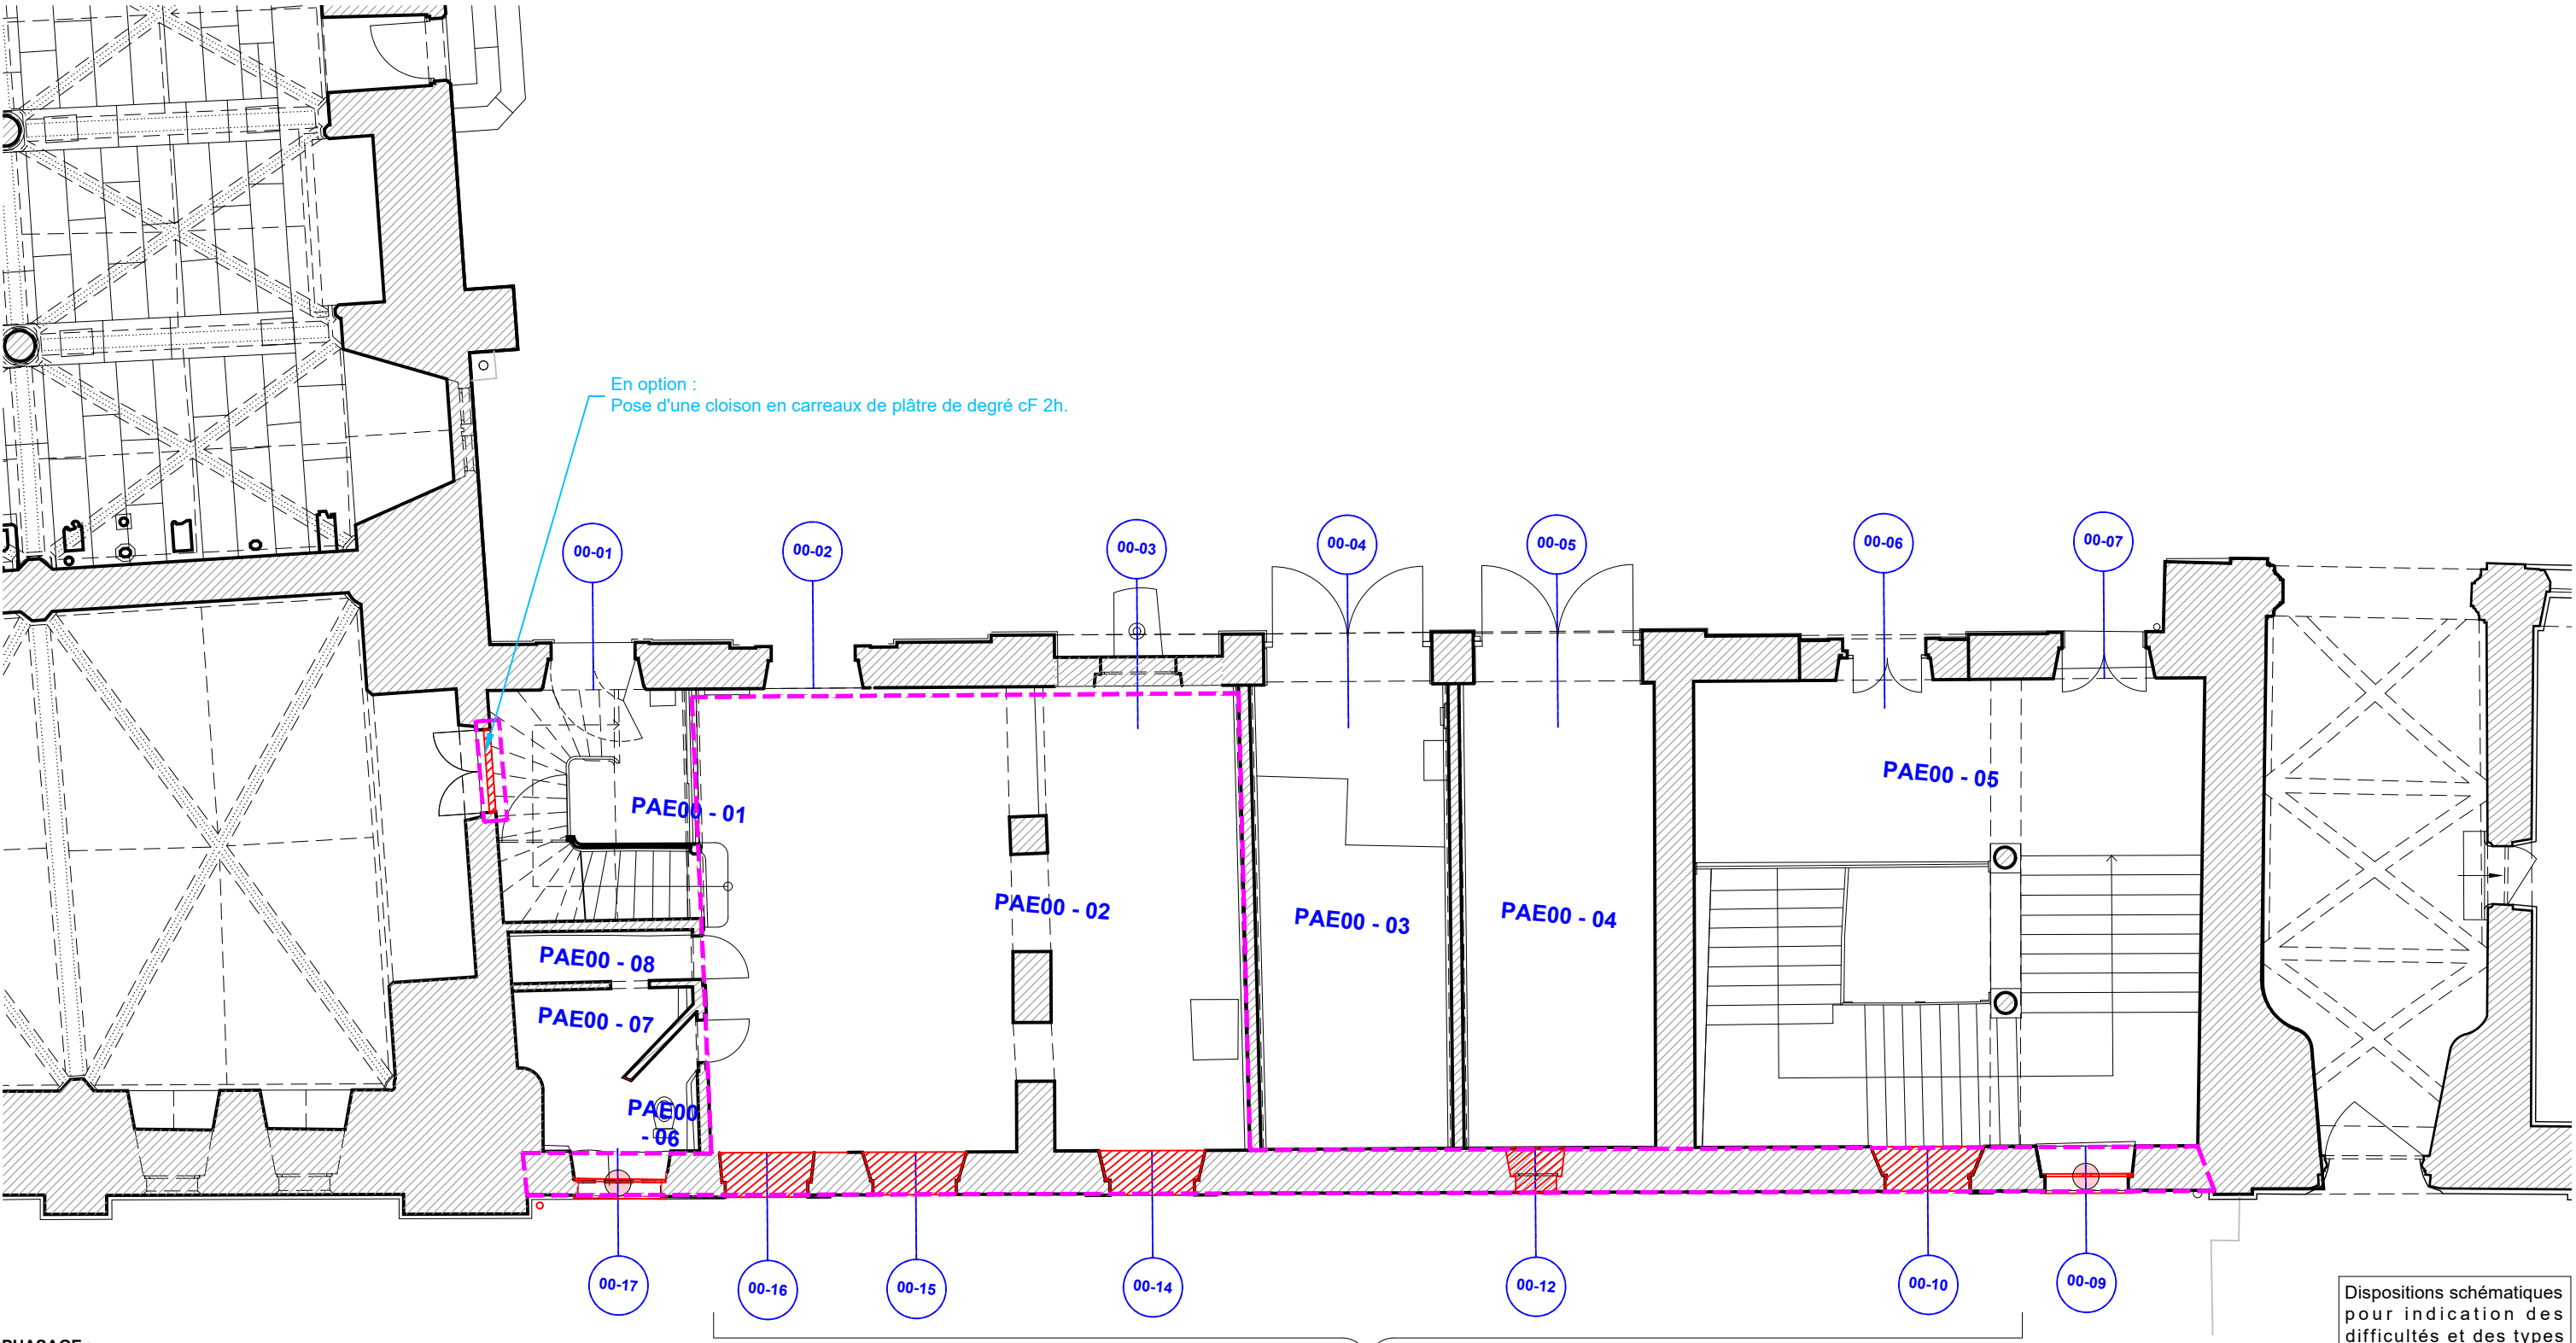 En option :
Pose d'une cloison en carreaux de plâtre de degré cF 2h.
00-01
00-02
00-03
00-04
00-05
00-06
00-07
PAE00 - 01
PAE00 - 02
PAE00 - 03
PAE00 - 04
PAE00 - 05
PAE00 - 08
PAE00 - 07
PAE00
- 06
00-17
00-16
00-15
00-14
00-12
00-10
00-09
Dispositions schématiques
pour indication des
difficultés et des types